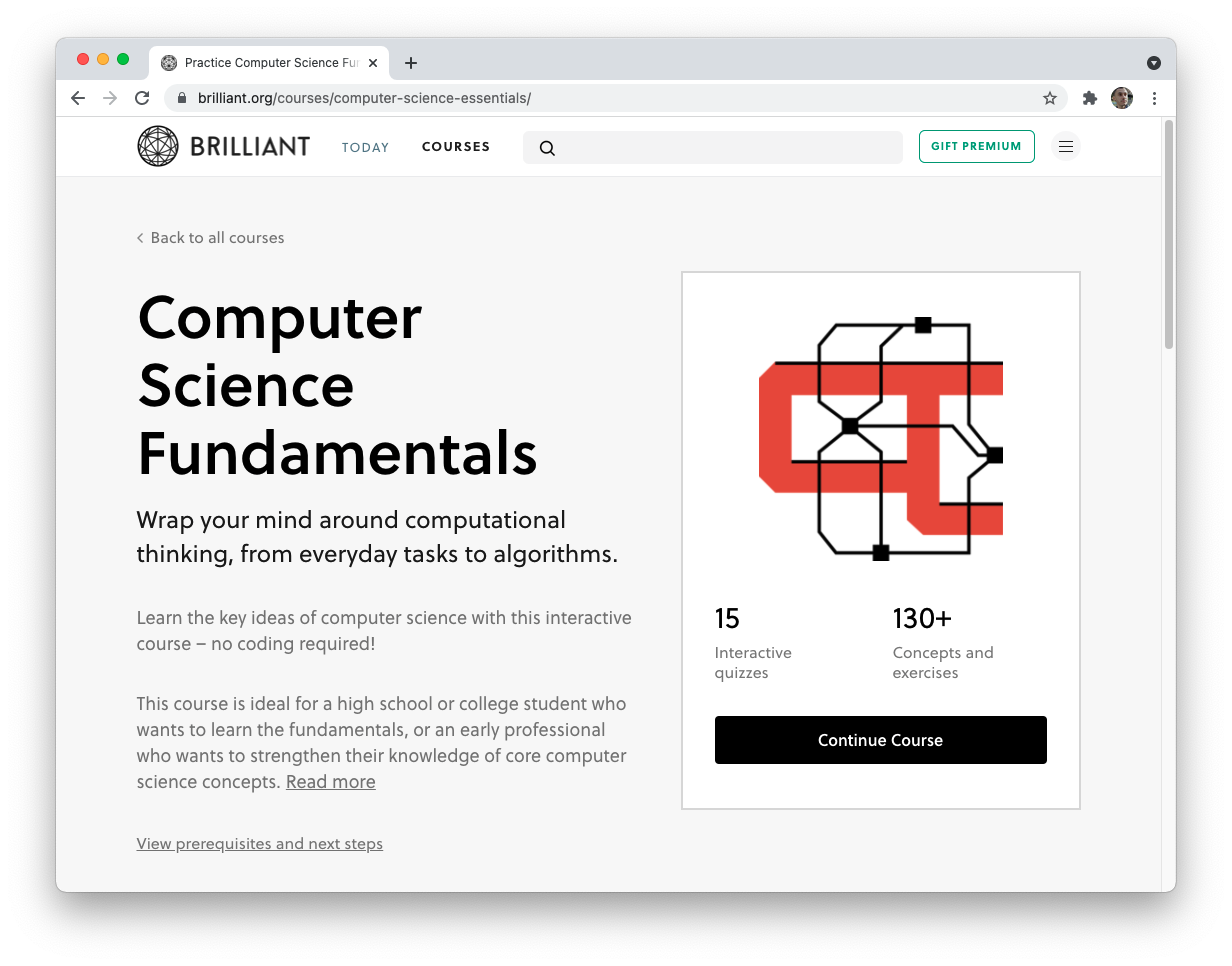 Practice Computer Science Fu
brilliant.org/courses/computer-science-essentials/
BRILLIANT
TODAY
COURSES
GIFT PREMIUM
Back to all courses
Computer
Science
Fundamentals
Wrap your mind around computational
thinking, from everyday tasks to algorithms.
Learn the key ideas of computer science with this interactive
course – no coding required!
This course is ideal for a high school or college student who
wants to learn the fundamentals, or an early professional
who wants to strengthen their knowledge of core computer
science concepts. Read more
View prerequisites and next steps
15
Interactive
quizzes
130+
Concepts and
exercises
Continue Course